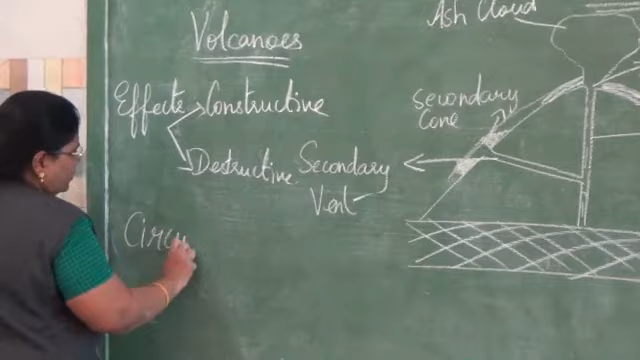 Volcanoes
Ash Cloud
Effects Constructive
Secondary
Cone
Destructive
Secondary
Vent
Circu